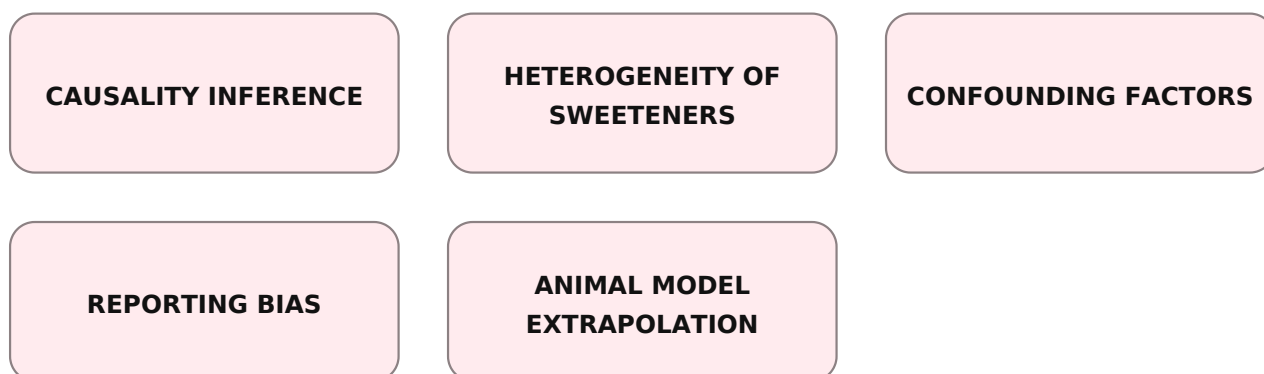 CAUSALITY INFERENCE
HETEROGENEITY OF
SWEETENERS
CONFOUNDING FACTORS
REPORTING BIAS
ANIMAL MODEL
EXTRAPOLATION